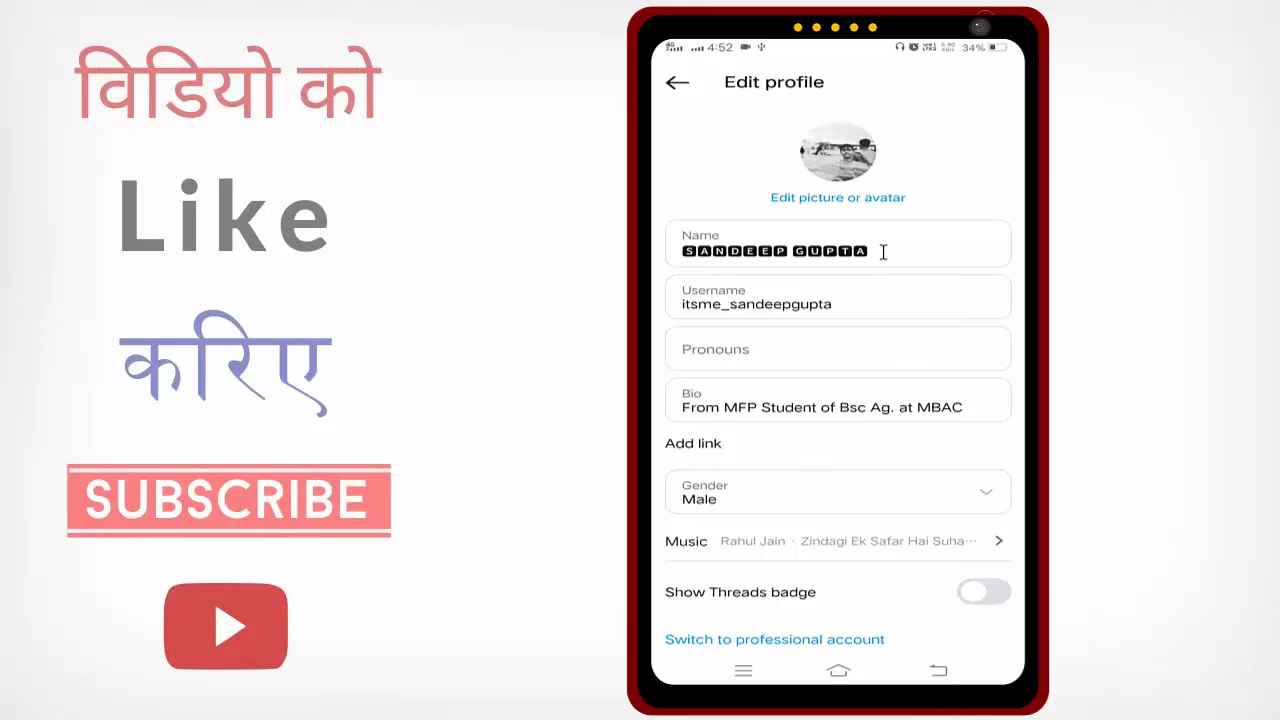 विडियो को
Like
करिए
SUBSCRIBE
4:52
34%
Edit profile
Edit picture or avatar
Name
🆂🅰🅽🅳🅴🅴🅿 🅶🆄🅿🆃🅰
Username
itsme_sandeepgupta
Pronouns
Bio
From MFP Student of Bsc Ag. at MBAC
Add link
Gender
Male
Music Rahul Jain · Zindagi Ek Safar Hai Suha···
Show Threads badge
Switch to professional account